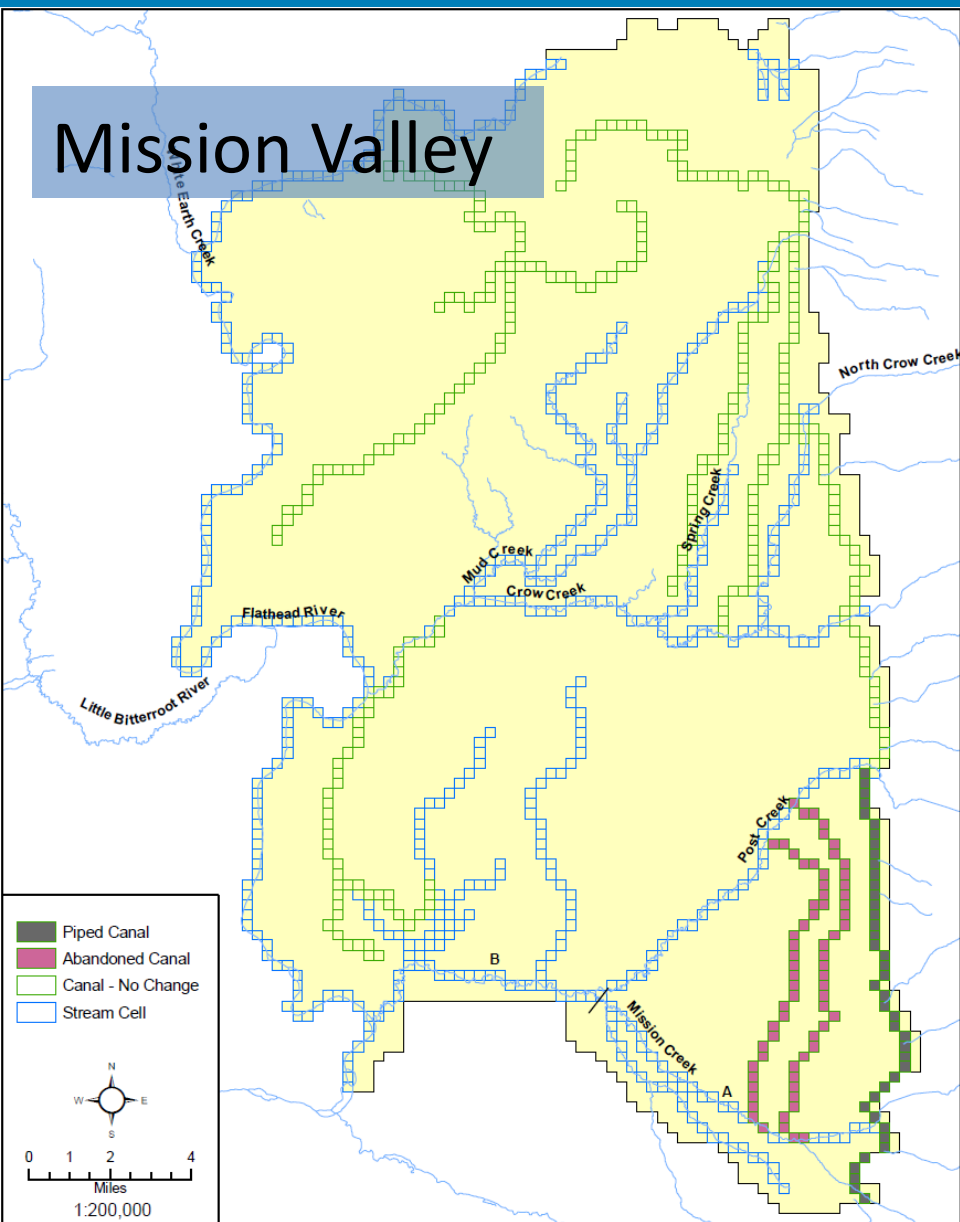 Mission Valley
White Earth Creek
North Crow Creek
Spring Creek
Mud Creek
Crow Creek
Flathead River
Little Bitterroot River
Post Creek
B
Mission Creek
A
Piped Canal
Abandoned Canal
Canal - No Change
Stream Cell
N
W E
S
0 1 2 4
Miles
1:200,000